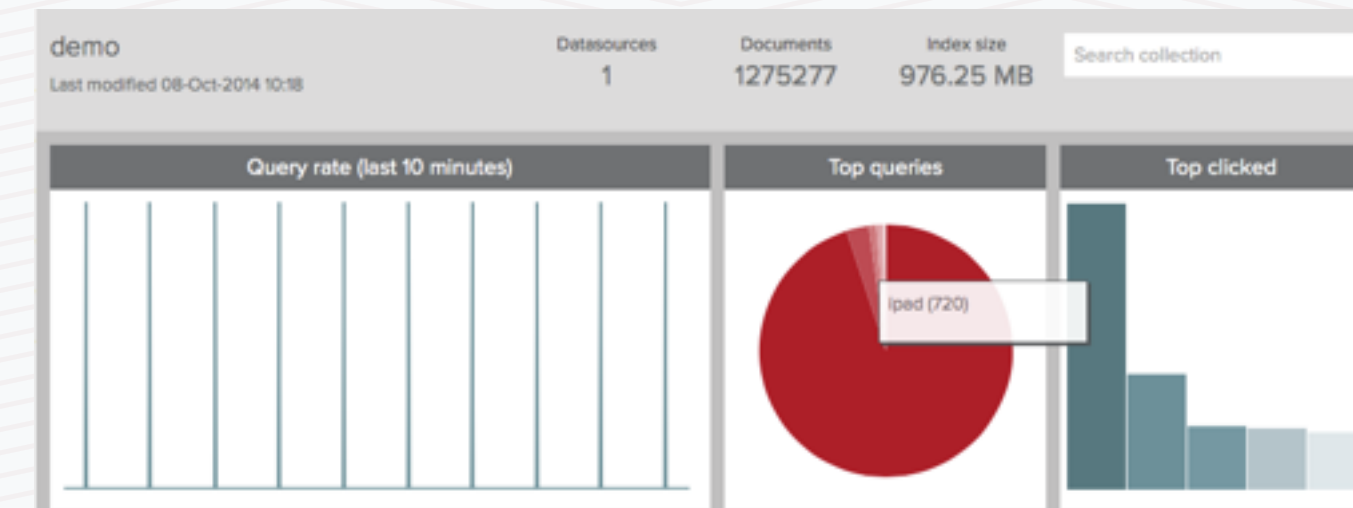 demo
Last modified 08-Oct-2014 10:18
Datasources
1
Documents
1275277
Index size
976.25 MB
Search collection
Query rate (last 10 minutes)
Top queries
Top clicked
ipad (720)